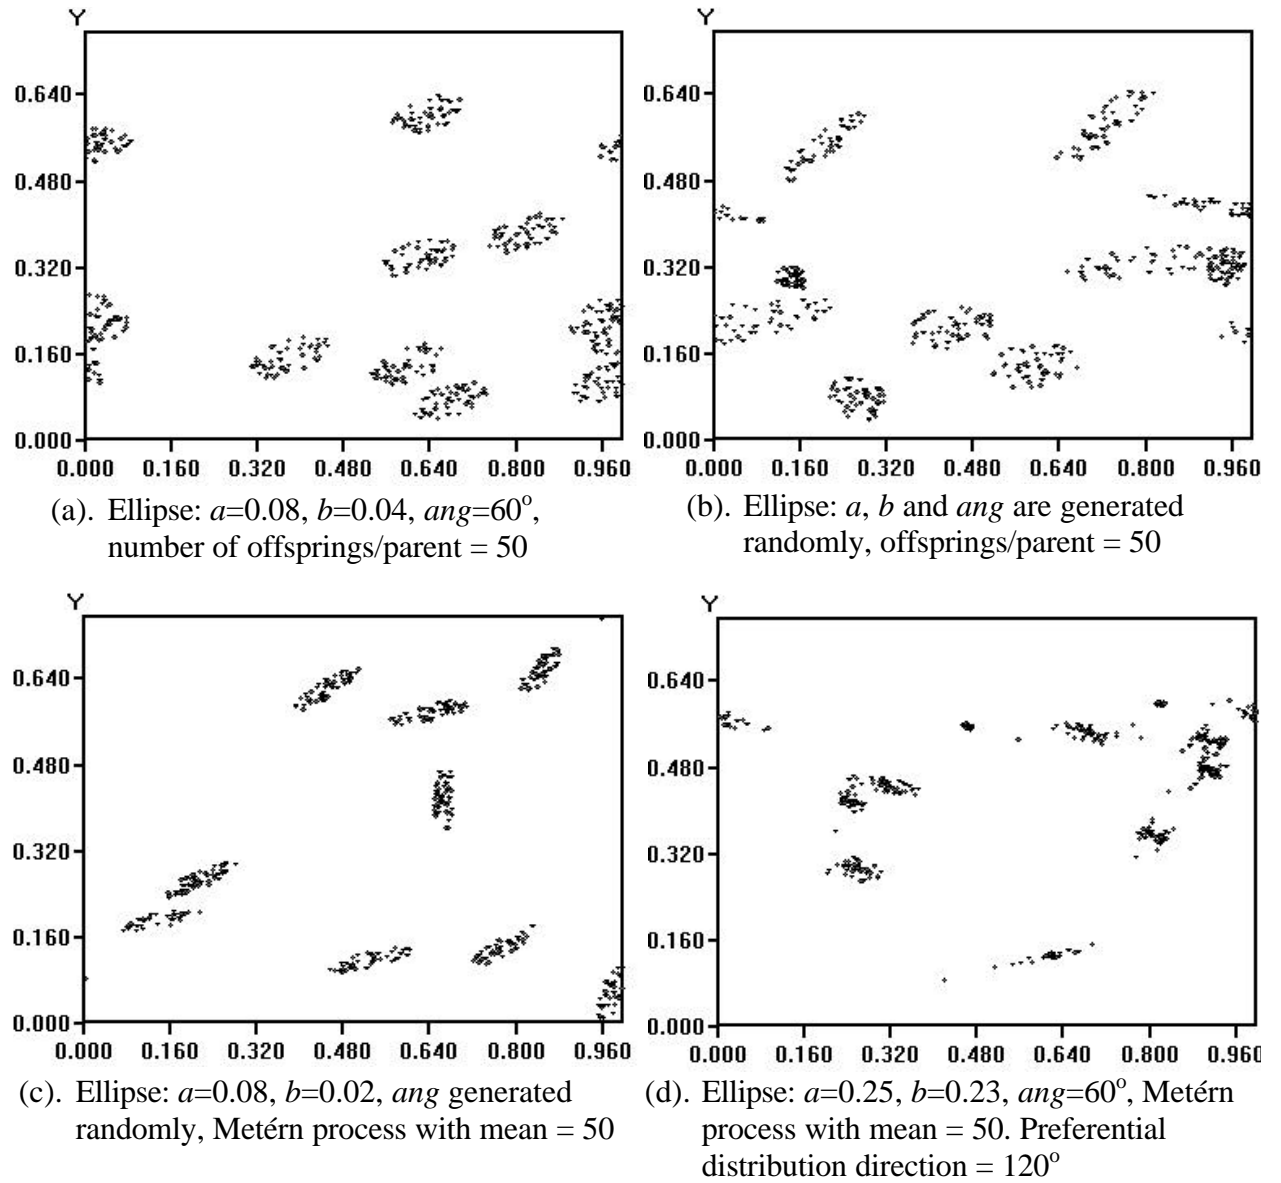 Y
0.640
0.480
0.320
0.160
0.000
0.000 0.160 0.320 0.480 0.640 0.800 0.960
(a). Ellipse: a=0.08, b=0.04, ang=60°,
number of offsprings/parent = 50
Y
0.640
0.480
0.320
0.160
0.000
0.000 0.160 0.320 0.480 0.640 0.800 0.960
(b). Ellipse: a, b and ang are generated
randomly, offsprings/parent = 50
Y
0.640
0.480
0.320
0.160
0.000
0.000 0.160 0.320 0.480 0.640 0.800 0.960
(c). Ellipse: a=0.08, b=0.02, ang generated
randomly, Metérn process with mean = 50
Y
0.640
0.480
0.320
0.160
0.000
0.000 0.160 0.320 0.480 0.640 0.800 0.960
(d). Ellipse: a=0.25, b=0.23, ang=60°, Metérn
process with mean = 50. Preferential
distribution direction = 120°